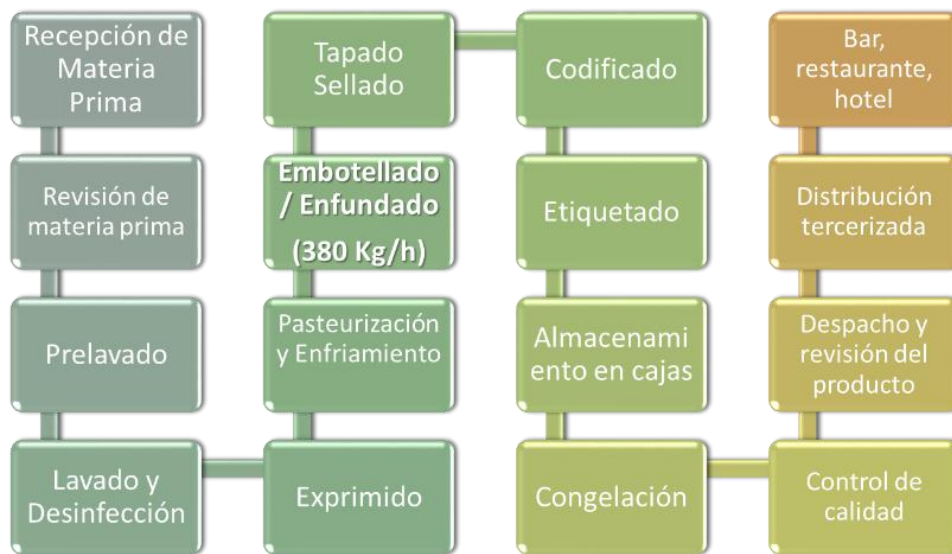 Recepción de
Materia
Prima
Revisión de
materia prima
Prelavado
Lavado y
Desinfección
Exprimido
Pasteurización
y Enfriamiento
Embotellado
/ Enfundado
(380 Kg/h)
Tapado
Sellado
Codificado
Etiquetado
Almacenami
ento en cajas
Congelación
Control de
calidad
Despacho y
revisión del
producto
Distribución
tercerizada
Bar,
restaurante,
hotel